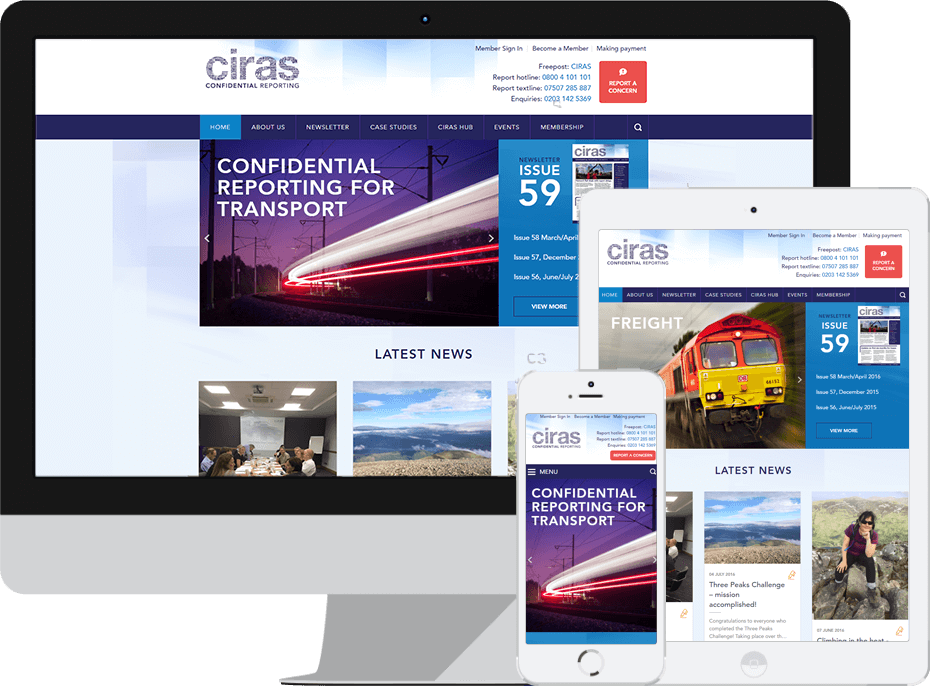 Member Sign In
Become a Member
Making payment
ciras
CONFIDENTIAL REPORTING
Freepost: CIRAS
Report hotline: 0800 4 101 101
Report textline: 07507 285 887
Enquiries: 0203 142 5369
REPORT A
CONCERN
HOME
ABOUT US
NEWSLETTER
CASE STUDIES
CIRAS HUB
EVENTS
MEMBERSHIP
CONFIDENTIAL
REPORTING FOR
TRANSPORT
NEWSLETTER
ISSUE
59
ciras
Issue 58 March/April
Issue 57, December
Issue 56, June/July 2
VIEW MORE
LATEST NEWS
Member Sign In
Become a Member
Making payment
ciras
CONFIDENTIAL REPORTING
Freepost: CIRAS
Report hotline: 0800 4 101 101
Report textline: 07507 285 887
Enquiries: 0203 142 5369
REPORT A
CONCERN
HOME
ABOUT US
NEWSLETTER
CASE STUDIES
CIRAS HUB
EVENTS
MEMBERSHIP
FREIGHT
NEWSLETTER
ISSUE
59
ciras
Issue 58 March/April 2016
Issue 57, December 2015
Issue 56, June/July 2015
VIEW MORE
LATEST NEWS
04 JULY 2016
Three Peaks Challenge
– mission
accomplished!
Congratulations to everyone who
completed the Three Peaks
Challenge! Taking place over th...
07 JUNE 2016
Climbing in the heat -
Member Sign In
Become a Member
Making payment
ciras
CONFIDENTIAL REPORTING
Freepost: CIRAS
Report hotline: 0800 4 101 101
Report textline: 07507 285 887
Enquiries: 0203 142 5369
REPORT A CONCERN
MENU
CONFIDENTIAL
REPORTING FOR
TRANSPORT